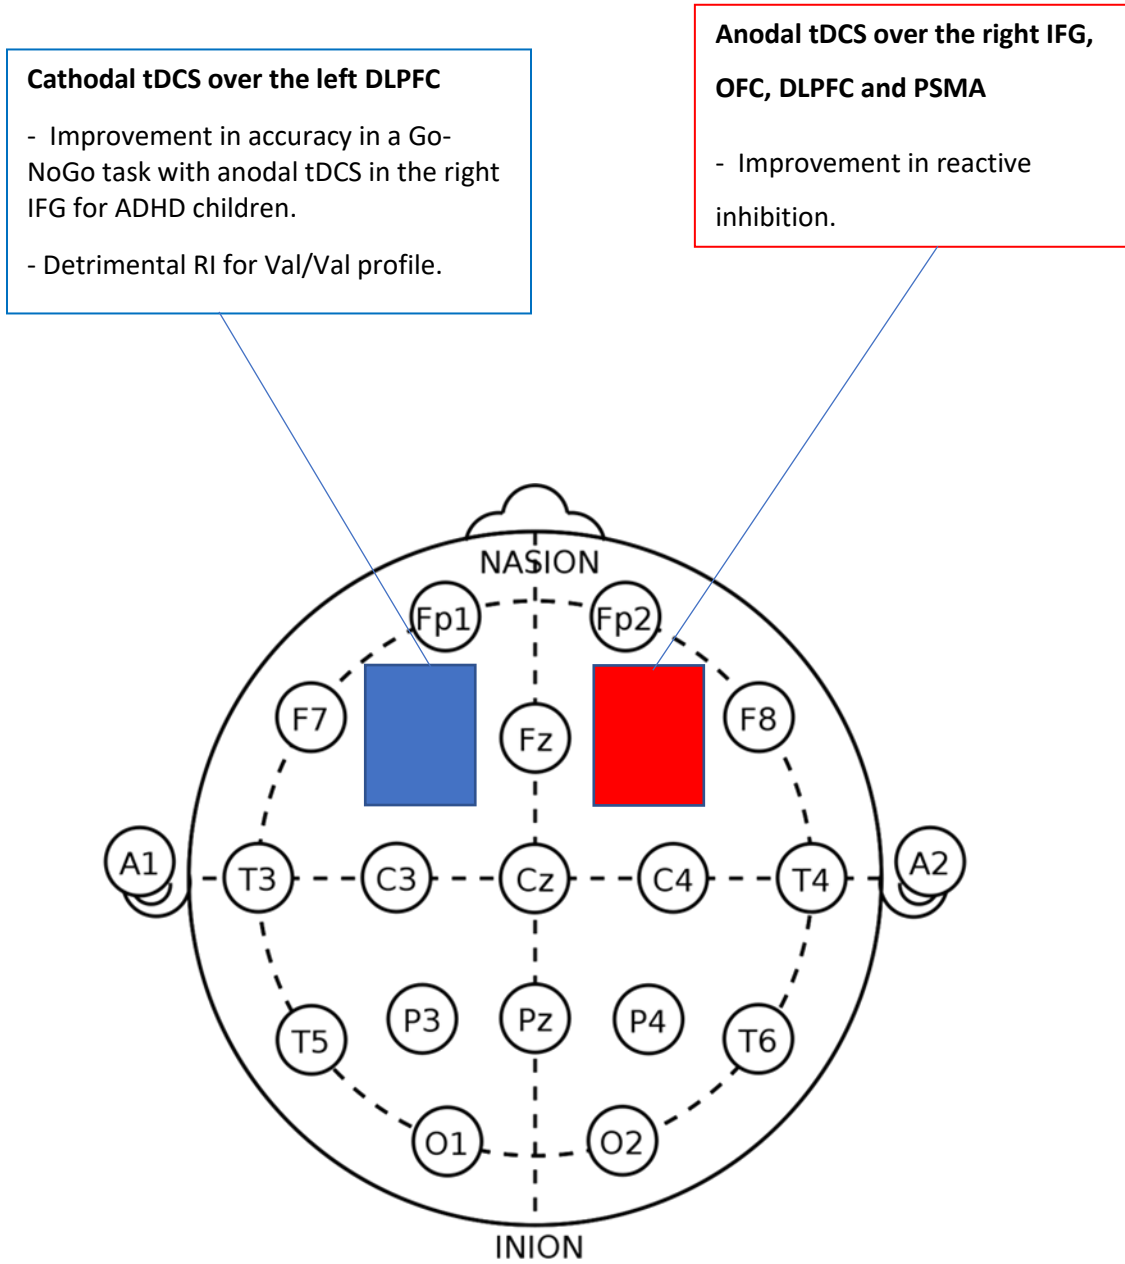 Cathodal tDCS over the left DLPFC
- Improvement in accuracy in a Go-
NoGo task with anodal tDCS in the right
IFG for ADHD children.
- Detrimental RI for Val/Val profile.
Anodal tDCS over the right IFG,
OFC, DLPFC and PSMA
- Improvement in reactive
inhibition.
NASION
Fp1
Fp2
F7
Fz
F8
A1
T3
C3
Cz
C4
T4
A2
T5
P3
Pz
P4
T6
O1
O2
INION